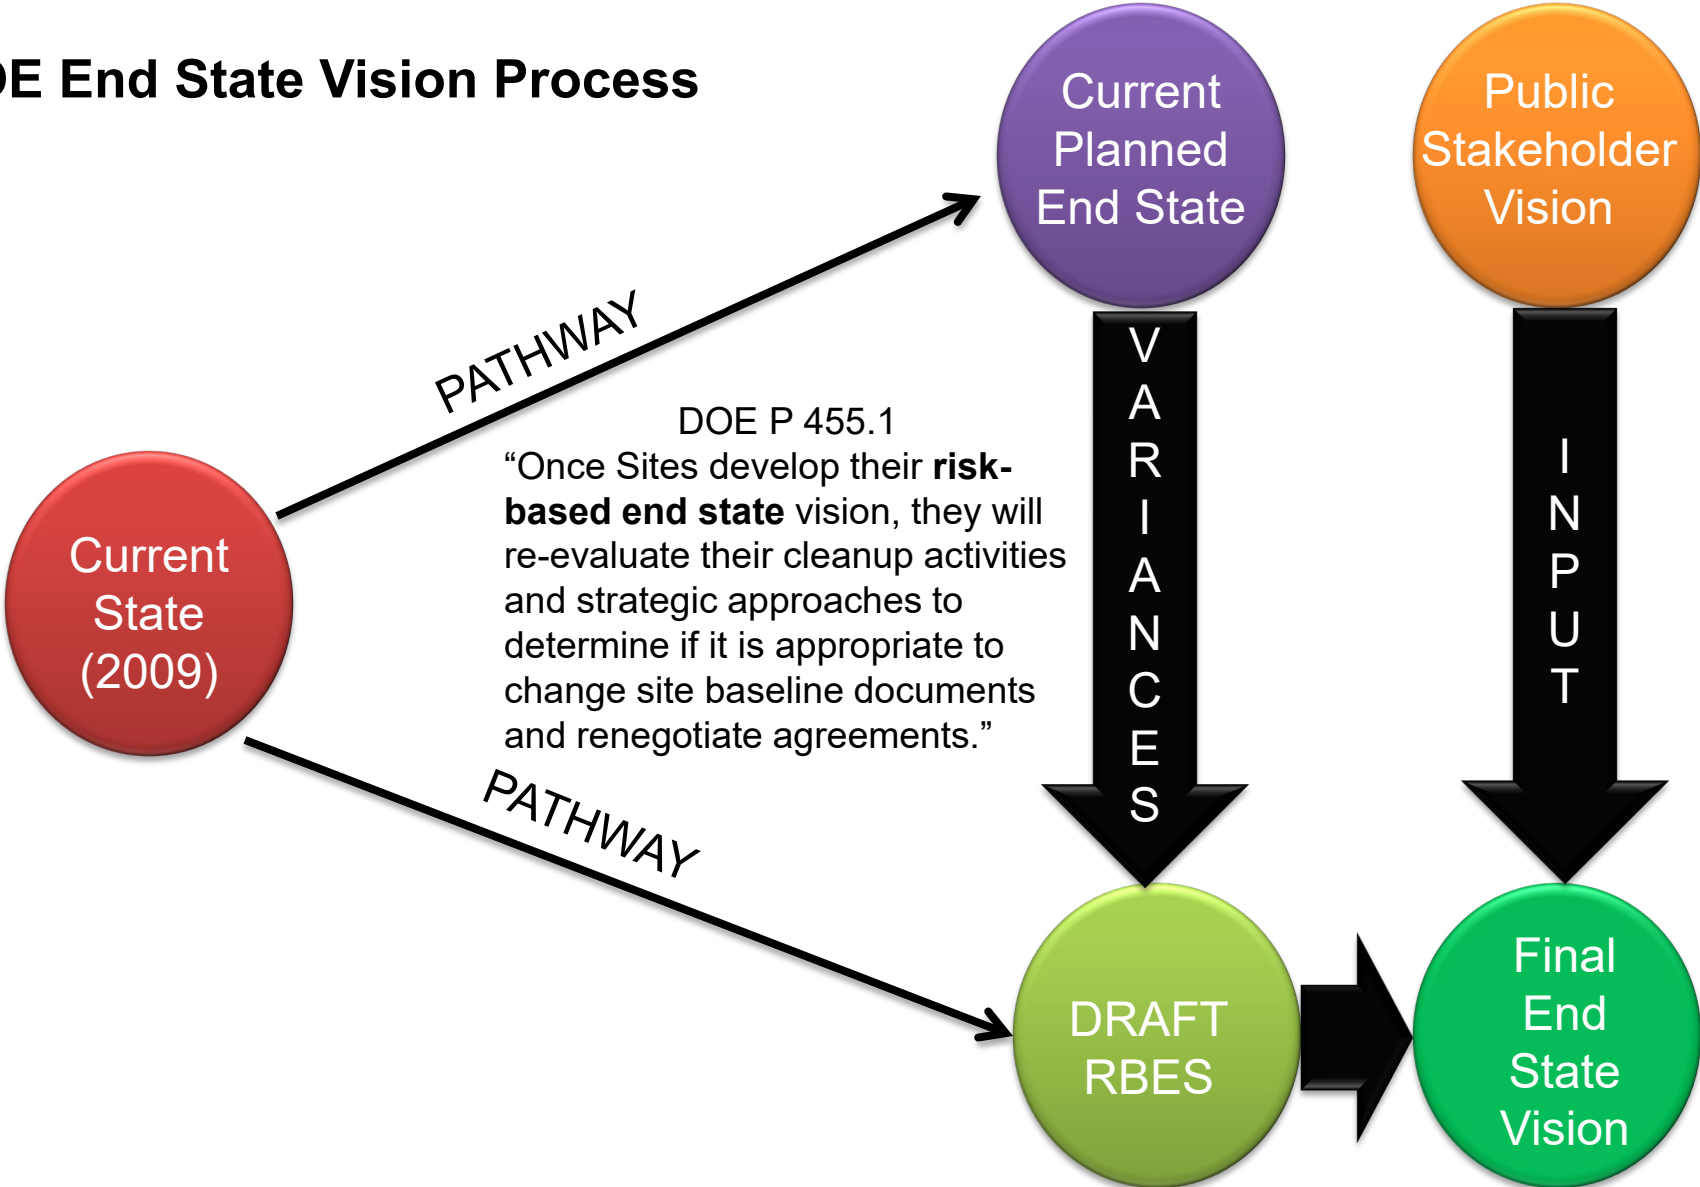 OE End State Vision Process
Current
Planned
End State
Public
Stakeholder
Vision
PATHWAY
VARIANCES
INPUT
DOE P 455.1
“Once Sites develop their risk-
based end state vision, they will
re-evaluate their cleanup activities
and strategic approaches to
determine if it is appropriate to
change site baseline documents
and renegotiate agreements.”
Current
State
(2009)
PATHWAY
DRAFT
RBES
Final
End
State
Vision